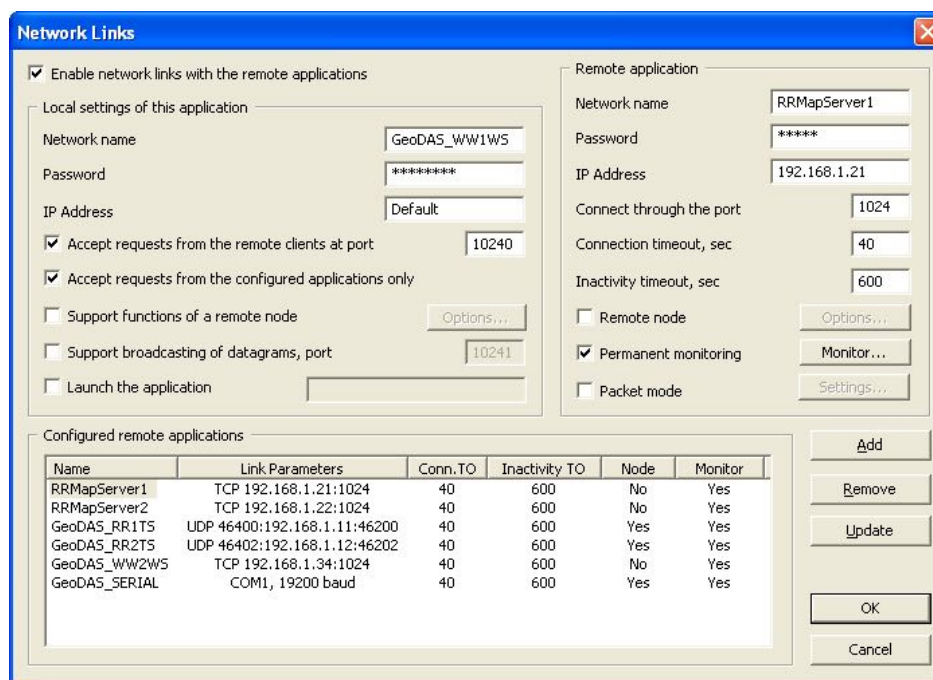 Network Links
Enable network links with the remote applications
Local settings of this application
Network name GeoDAS_WW1WS
Password ********
IP Address Default
Accept requests from the remote clients at port 10240
Accept requests from the configured applications only
Support functions of a remote node Options...
Support broadcasting of datagrams, port 10241
Launch the application
Remote application
Network name RRMapServer1
Password *****
IP Address 192.168.1.21
Connect through the port 1024
Connection timeout, sec 40
Inactivity timeout, sec 600
Remote node Options...
Permanent monitoring Monitor...
Packet mode Settings...
Configured remote applications
Name Link Parameters Conn.TO Inactivity TO Node Monitor
RRMapServer1 TCP 192.168.1.21:1024 40 600 No Yes
RRMapServer2 TCP 192.168.1.22:1024 40 600 No Yes
GeoDAS_RR1TS UDP 46400:192.168.1.11:46200 40 600 Yes Yes
GeoDAS_RR2TS UDP 46402:192.168.1.12:46202 40 600 Yes Yes
GeoDAS_WW2WS TCP 192.168.1.34:1024 40 600 No Yes
GeoDAS_SERIAL COM1, 19200 baud 40 600 Yes Yes
Add
Remove
Update
OK
Cancel